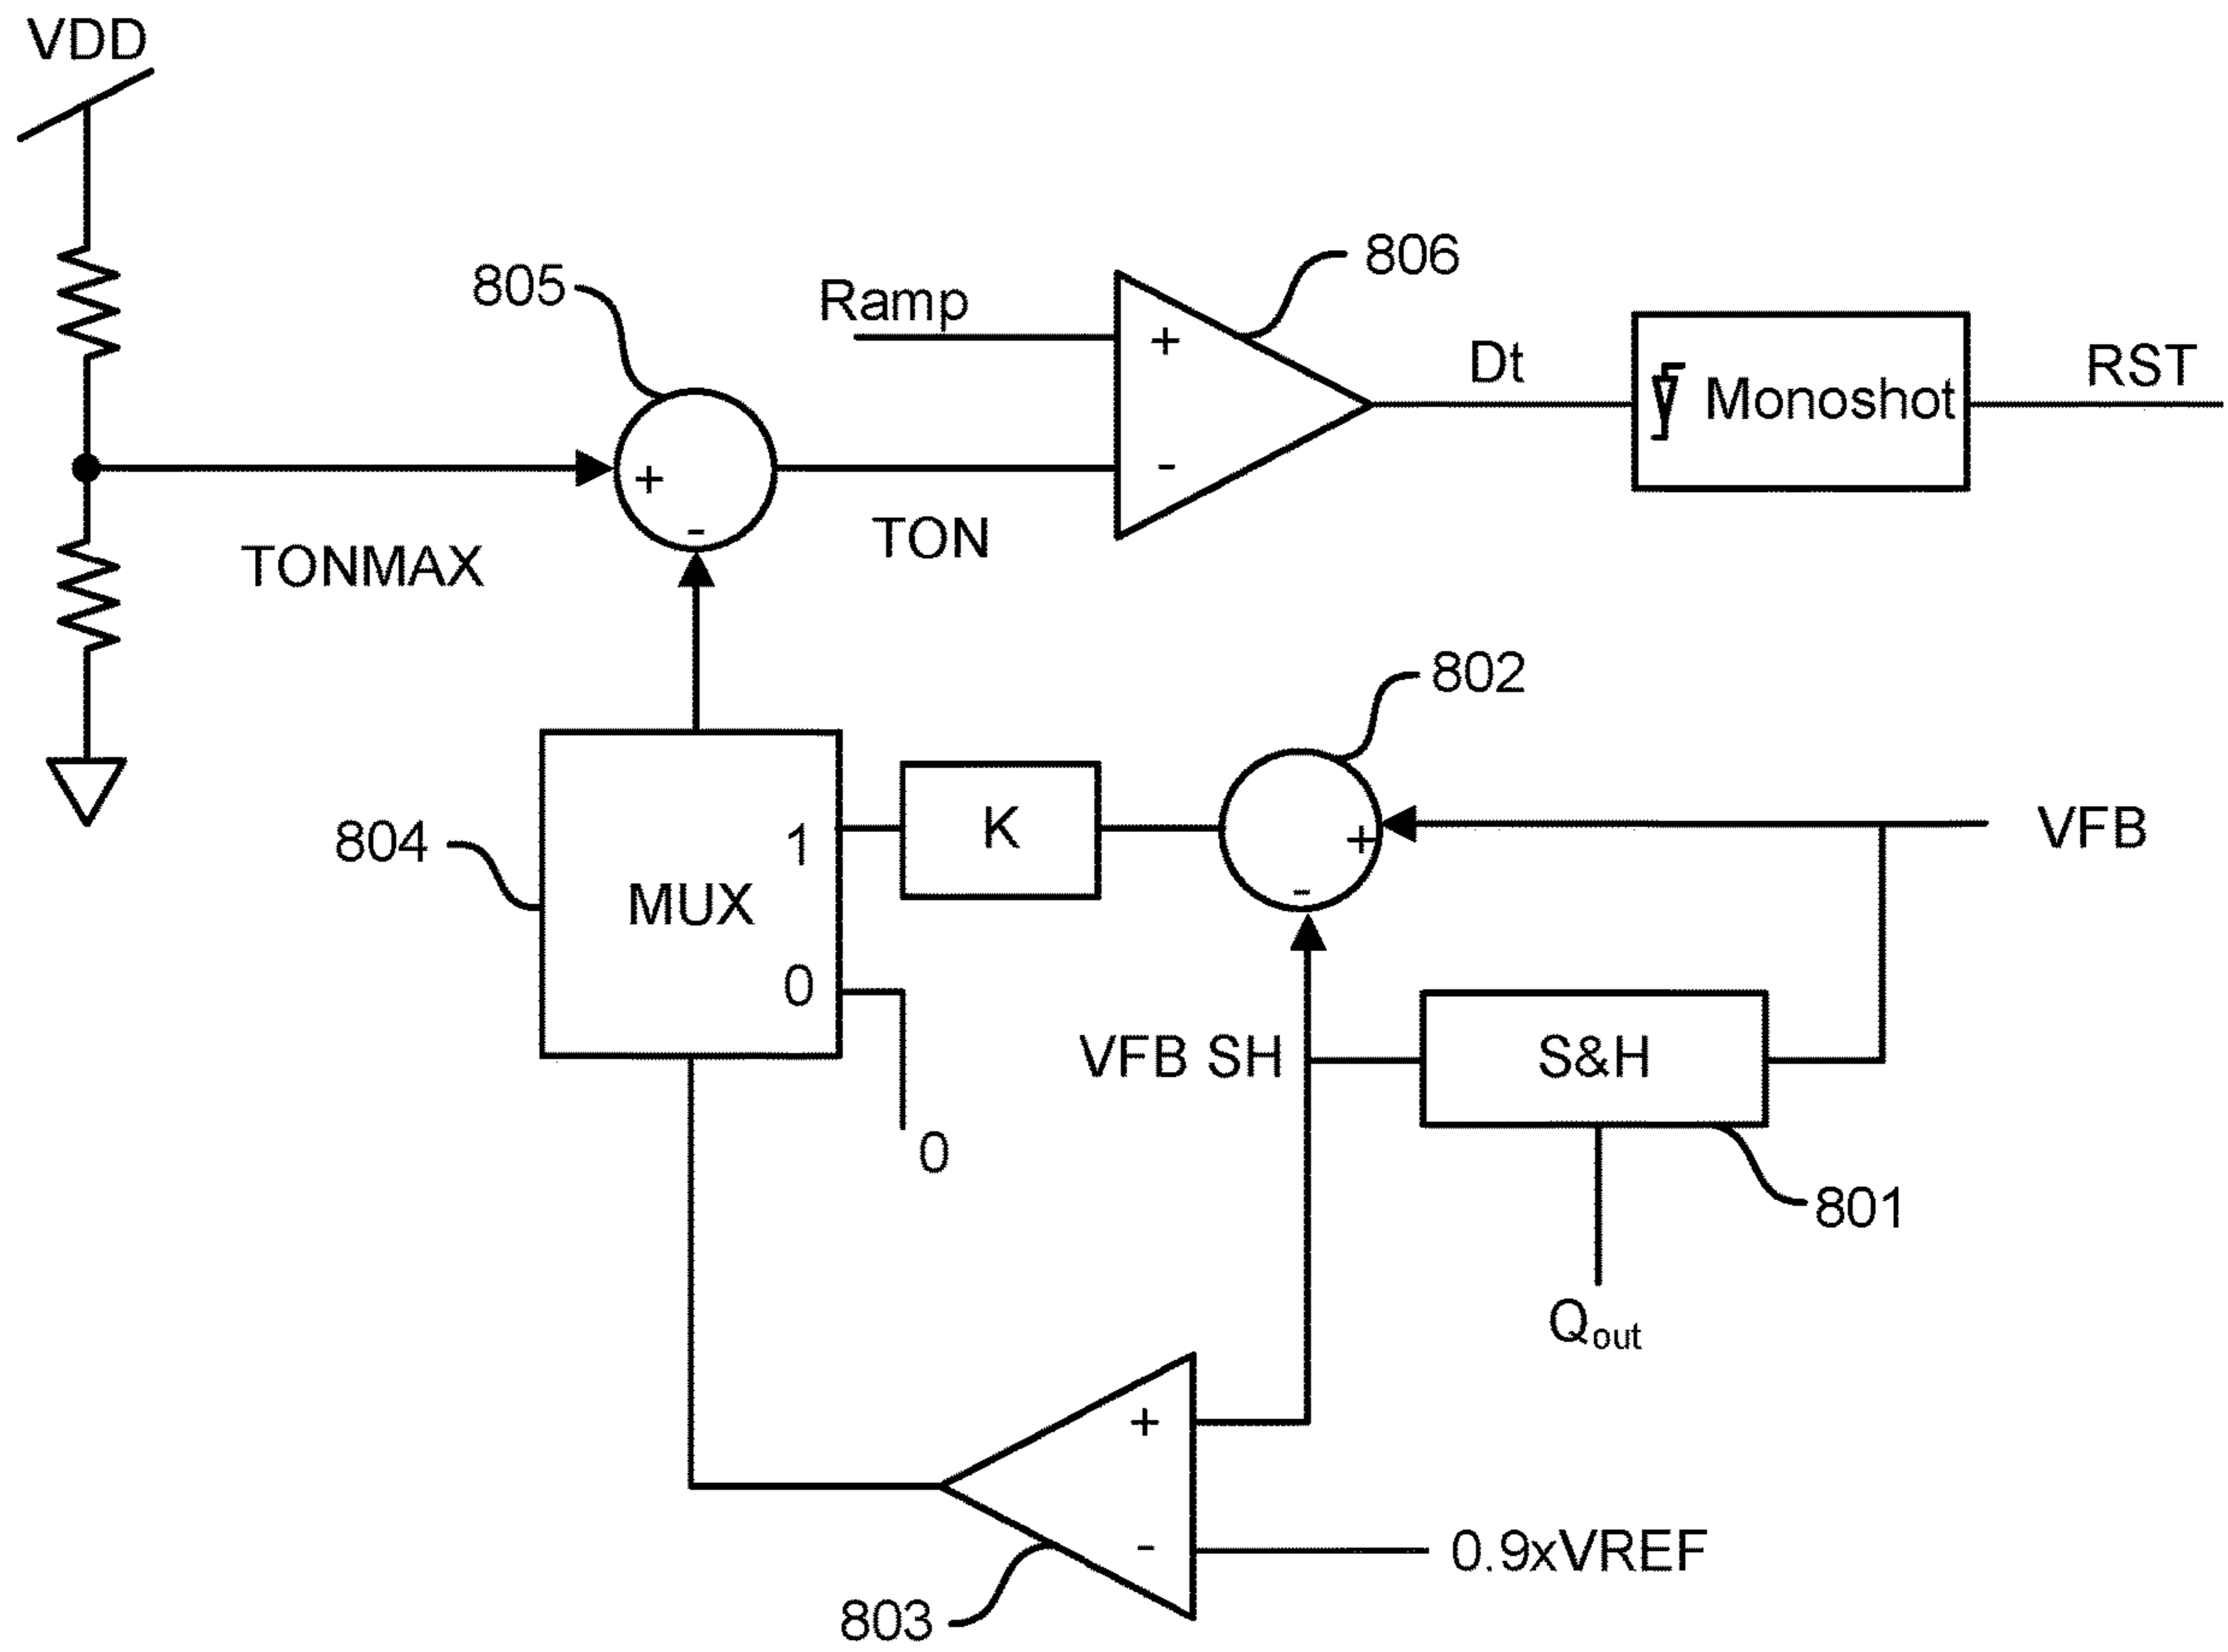 VDD
806
805
Ramp
+
Dt
Monoshot
RST
+
-
-
TON
TONMAX
802
1
K
+
VFB
804
MUX
-
0
VFB SH
S&H
0
801
Qout
+
-
0.9xVREF
803